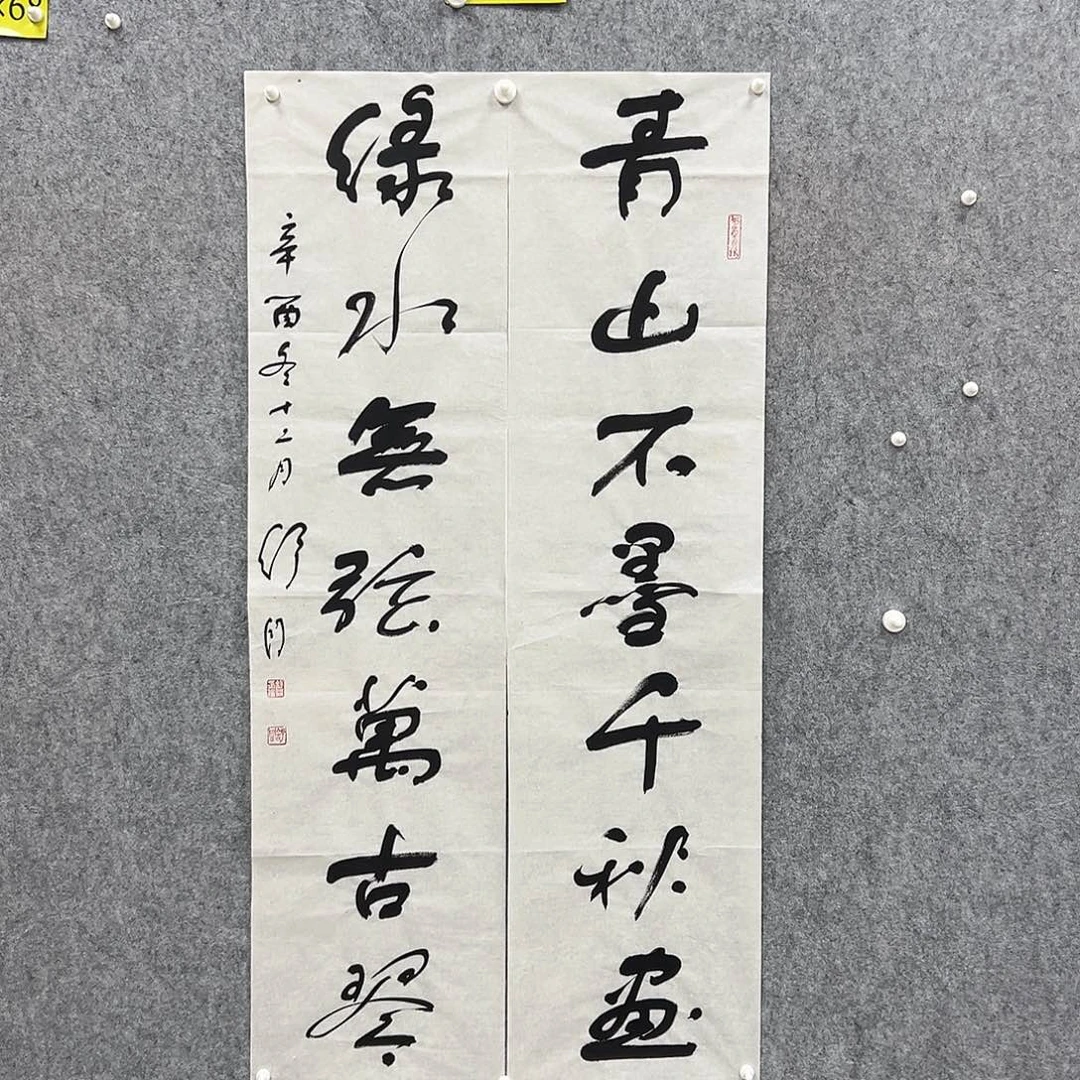 青山不墨千秋畫
綠水無弦萬古琴
辛酉冬十二月